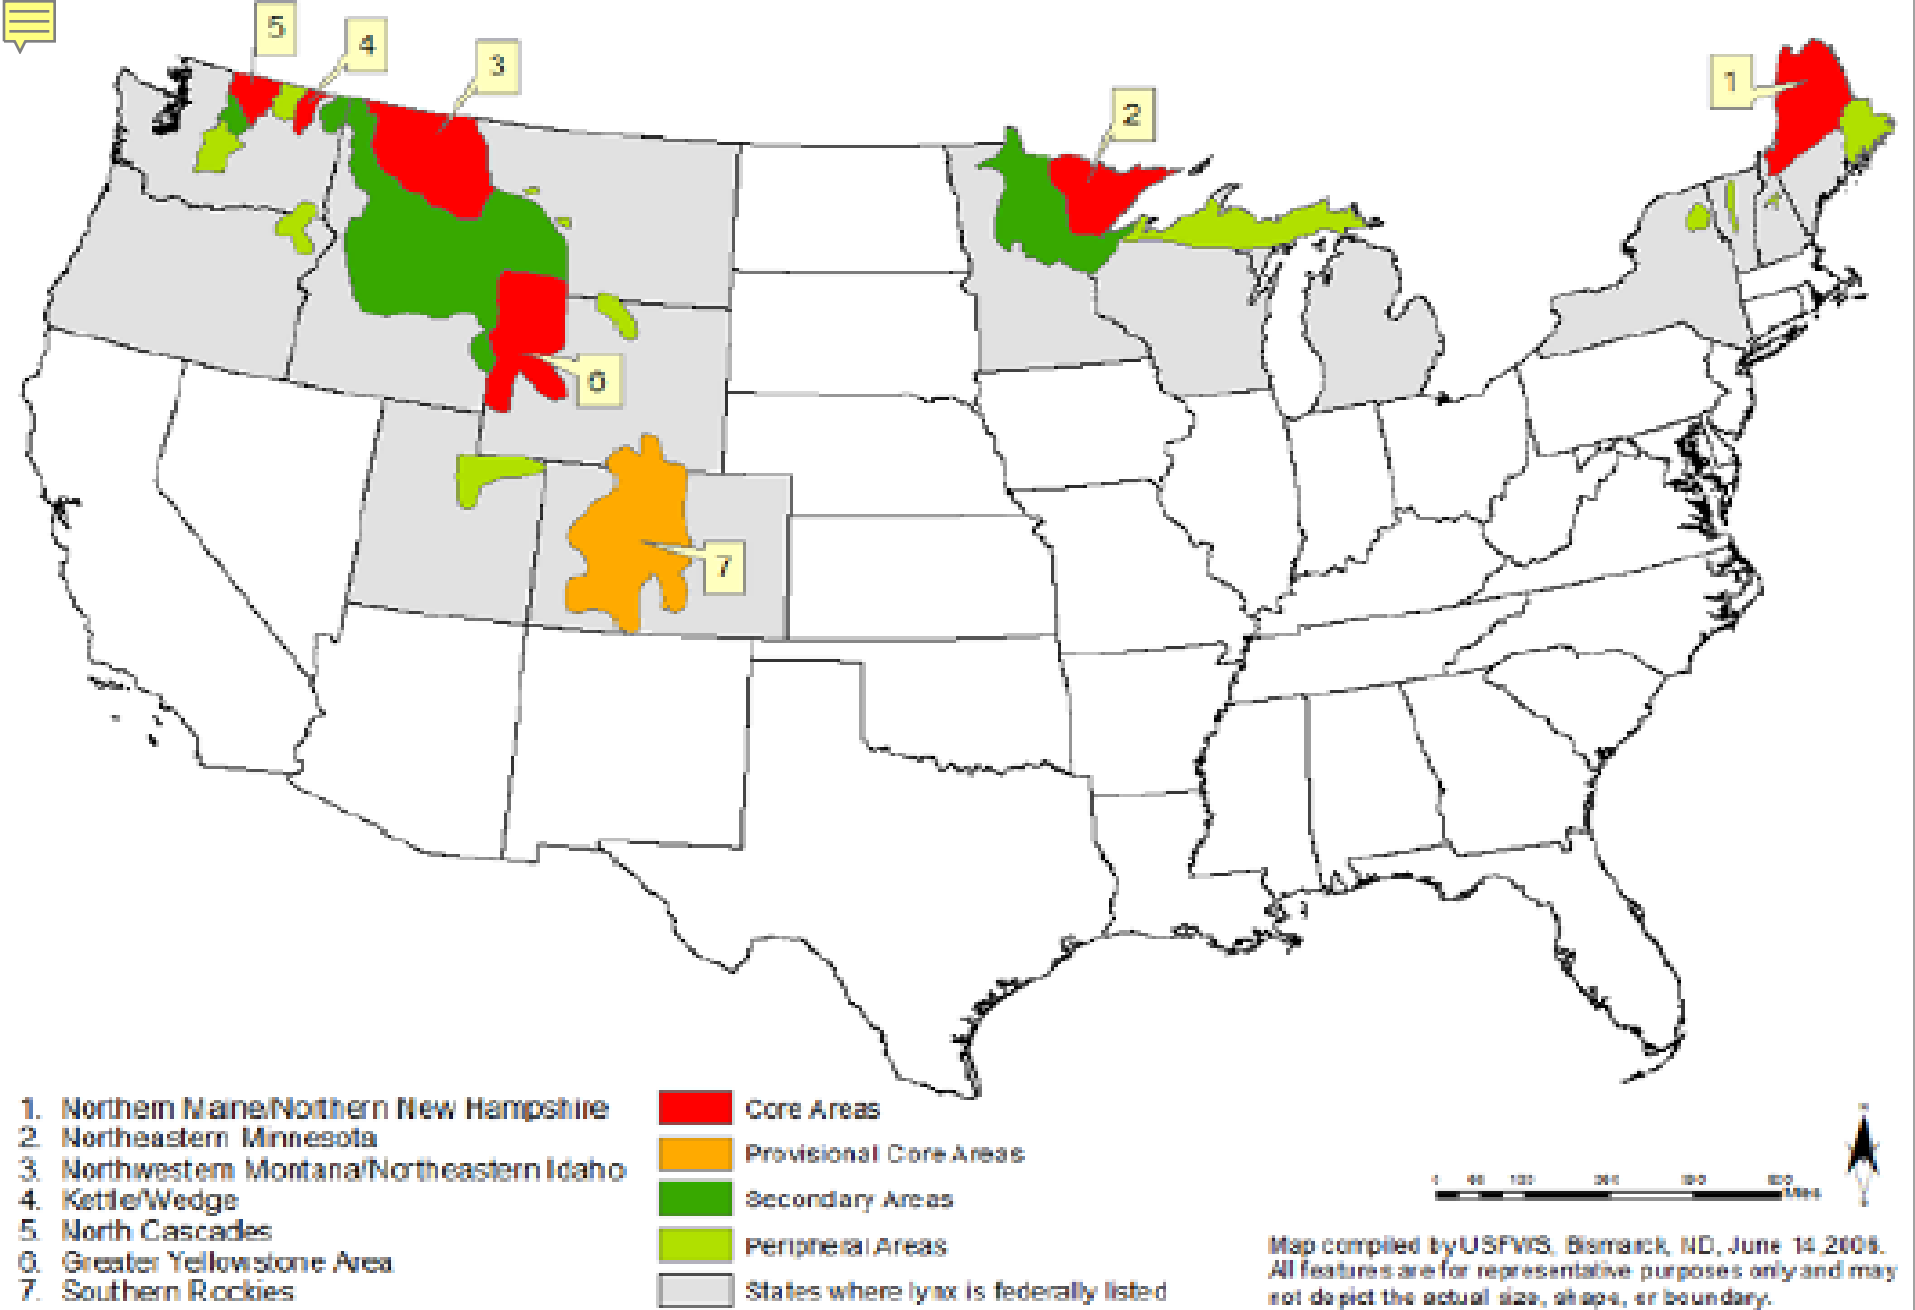 5
4
3
2
1
6
7
1. Northern Maine/Northern New Hampshire
2. Northeastern Minnesota
3. Northwestern Montana/Northeastern Idaho
4. Kettle/Wedge
5. North Cascades
6. Greater Yellowstone Area
7. Southern Rockies
Core Areas
Provisional Core Areas
Secondary Areas
Peripheral Areas
States where lynx is federally listed
Miles
Map compiled by USFWS, Bismarck, ND, June 14,
All features are for representative purposes only and may
not depict the actual size, shape, or boundary.